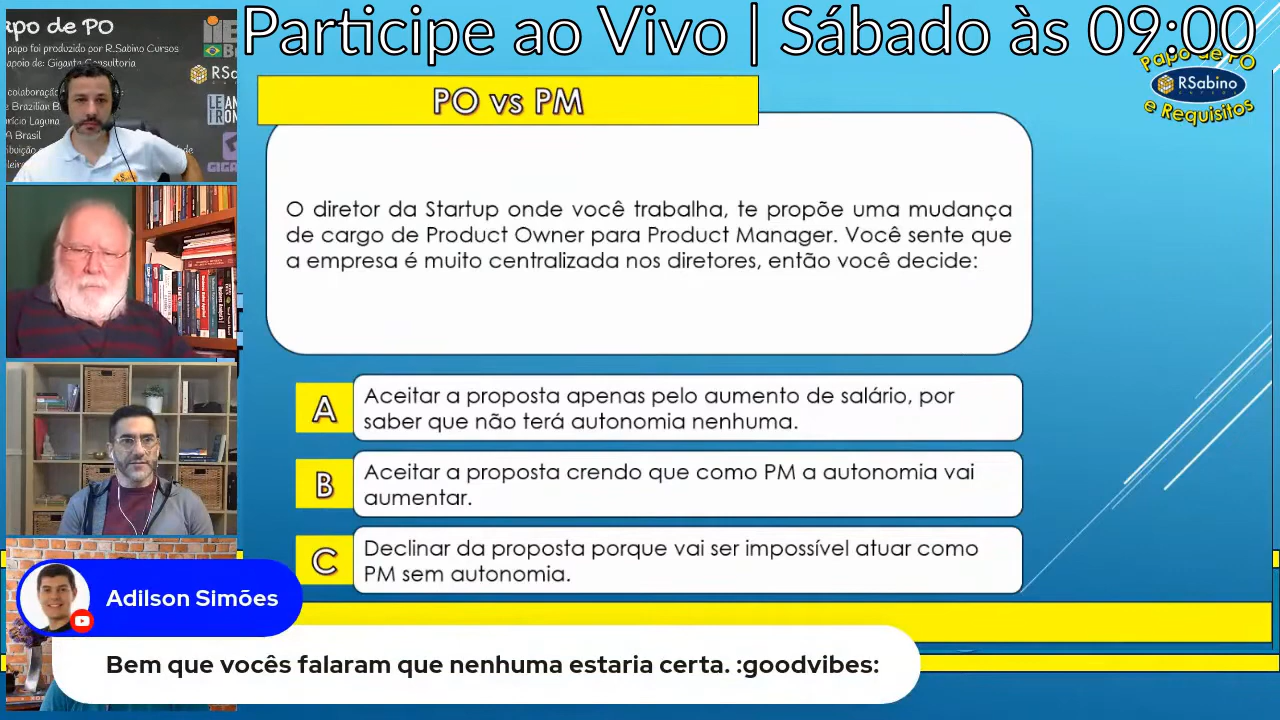 Participe ao Vivo | Sábado às 09:00
Papo de PO
RSabino
e Requisitos
PO vs PM
O diretor da Startup onde você trabalha, te propõe uma mudança
de cargo de Product Owner para Product Manager. Você sente que
a empresa é muito centralizada nos diretores, então você decide:
A
Aceitar a proposta apenas pelo aumento de salário, por
saber que não terá autonomia nenhuma.
B
Aceitar a proposta crendo que como PM a autonomia vai
aumentar.
C
Declinar da proposta porque vai ser impossível atuar como
PM sem autonomia.
apo de PO
papo foi produzido por R.Sabino Cursos
apoio de: Giganta Consultoria
Adilson Simões
Bem que vocês falaram que nenhuma estaria certa. :goodvibes: